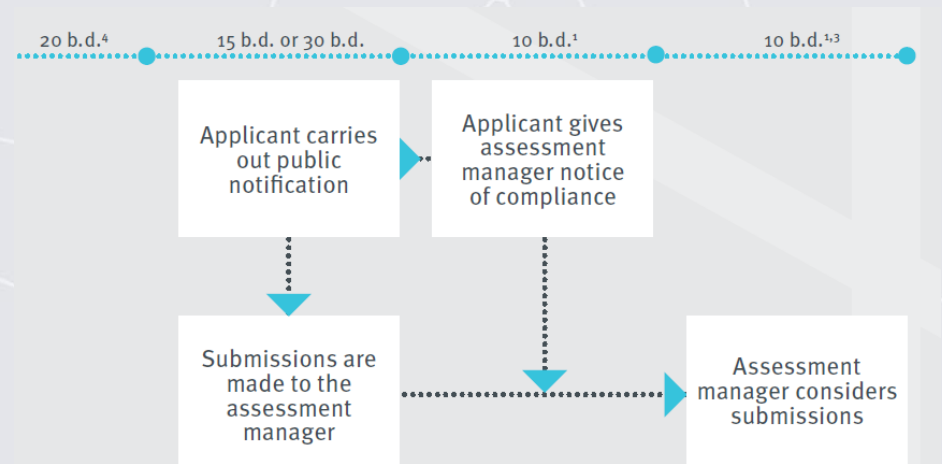 20 b.d.⁴
15 b.d. or 30 b.d.
10 b.d.¹
10 b.d.¹,³
Applicant carries
out public
notification
Applicant gives
assessment
manager notice
of compliance
Submissions are
made to the
assessment
manager
Assessment
manager considers
submissions